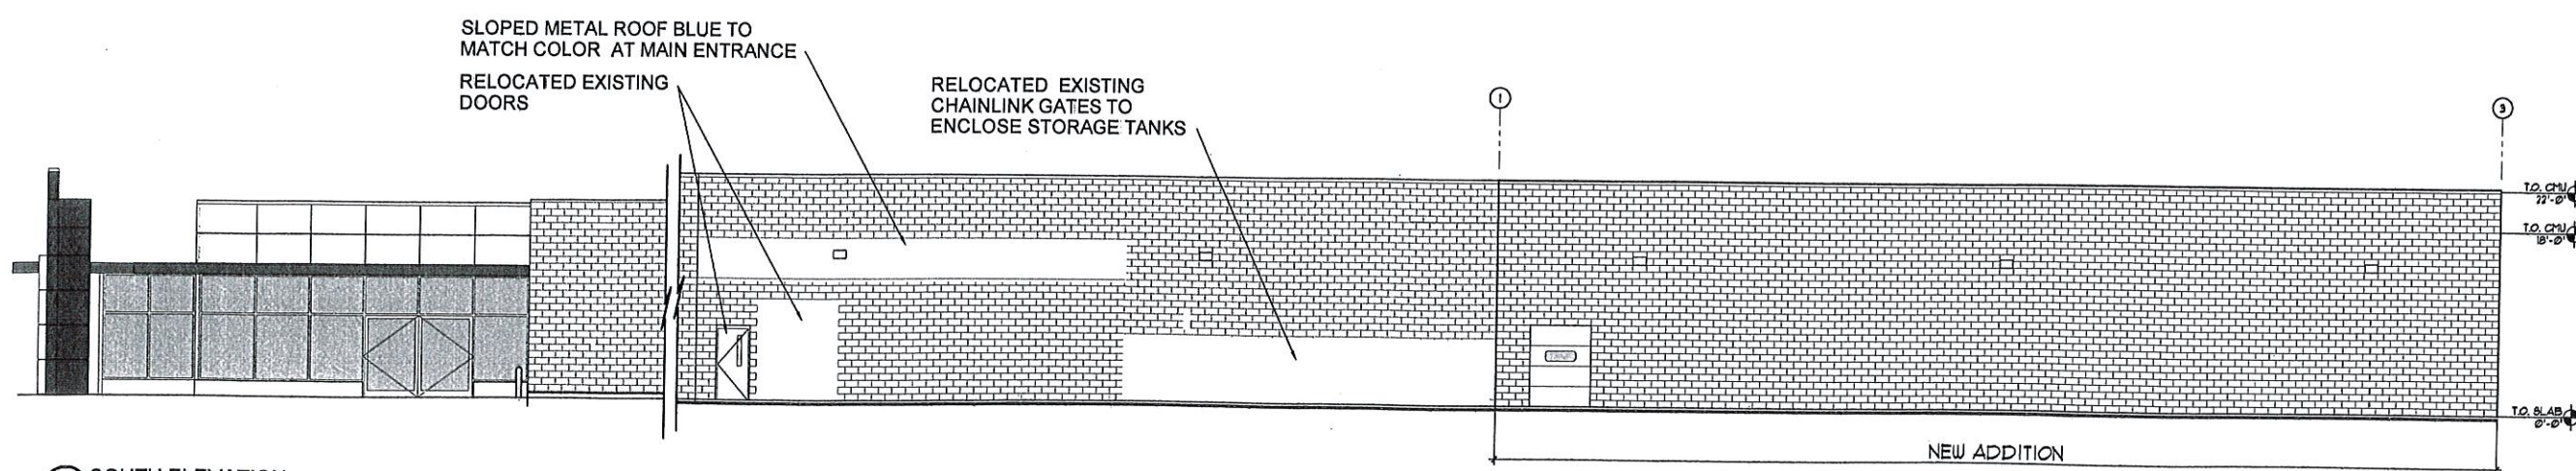 SLOPED METAL ROOF BLUE TO
MATCH COLOR AT MAIN ENTRANCE
RELOCATED EXISTING
DOORS
RELOCATED EXISTING
CHAINLINK GATES TO
ENCLOSE STORAGE TANKS
1
3
T.O. CMU
22'-0"
T.O. CMU
18'-0"
T.O. SLAB
0'-0"
NEW ADDITION
SOUTH ELEVATION